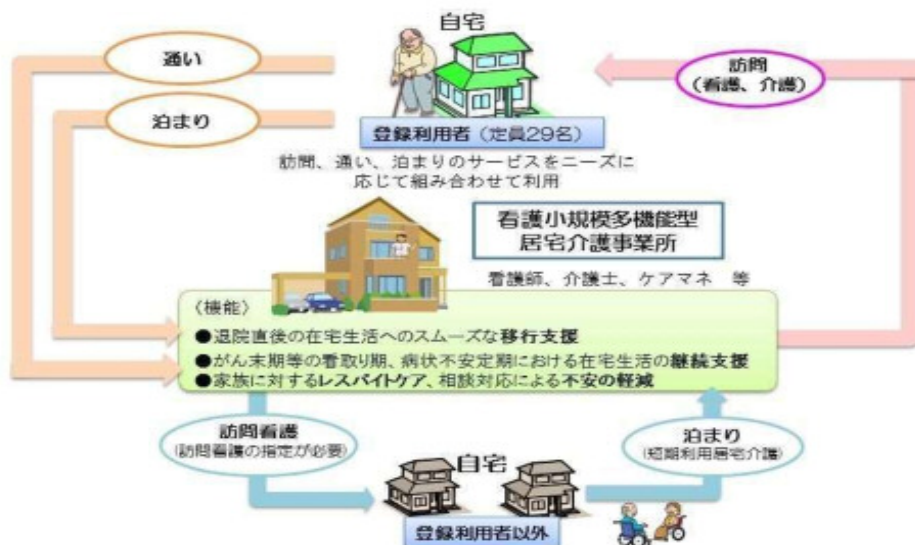 自宅
通い
訪問
(看護、介護)
泊まり
登録利用者(定員29名)
訪問、通い、泊まりのサービスをニーズに
応じて組み合わせて利用
看護小規模多機能型
居宅介護事業所
看護師、介護士、ケアマネ 等
〈機能〉
●退院直後の在宅生活へのスムーズな移行支援
●がん末期等の看取り期、病状不安定期における在宅生活の継続支援
●家族に対するレスパイトケア、相談対応による不安の軽減
訪問看護
(訪問看護の指定が必要)
泊まり
(短期利用居宅介護)
自宅
登録利用者以外